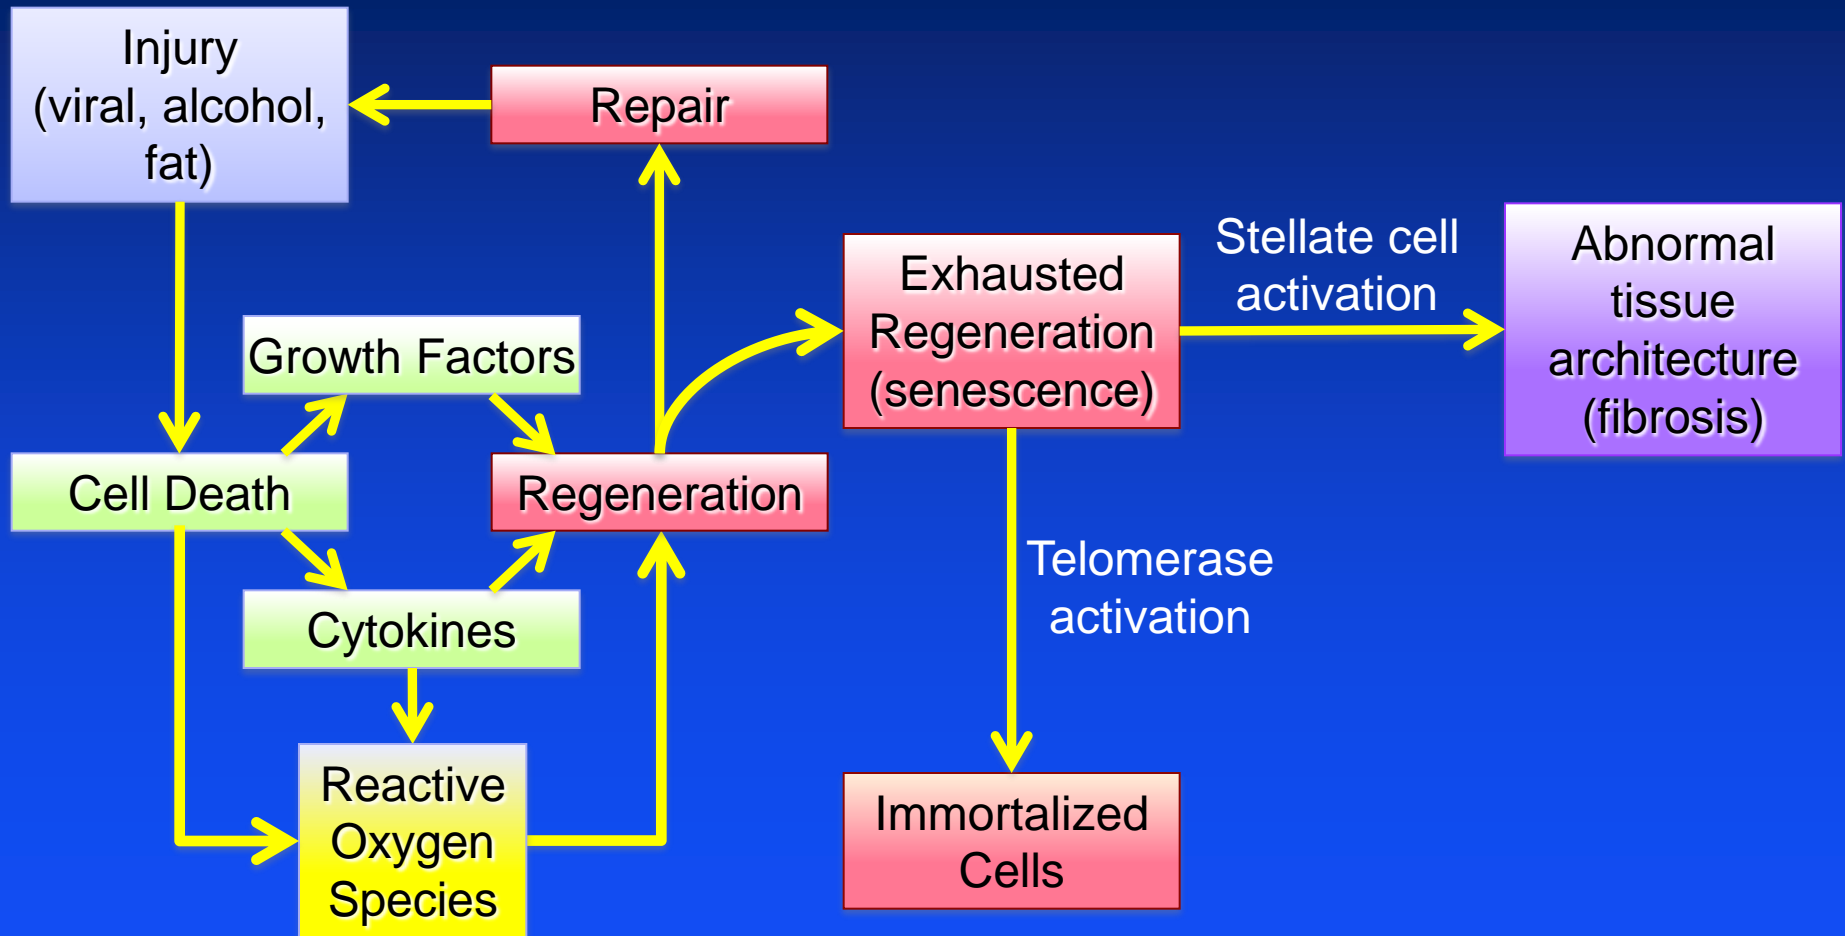 Injury
(viral, alcohol,
fat)
Repair
Growth Factors
Cell Death
Regeneration
Cytokines
Reactive
Oxygen
Species
Exhausted
Regeneration
(senescence)
Stellate cell
activation
Abnormal
tissue
architecture
(fibrosis)
Telomerase
activation
Immortalized
Cells